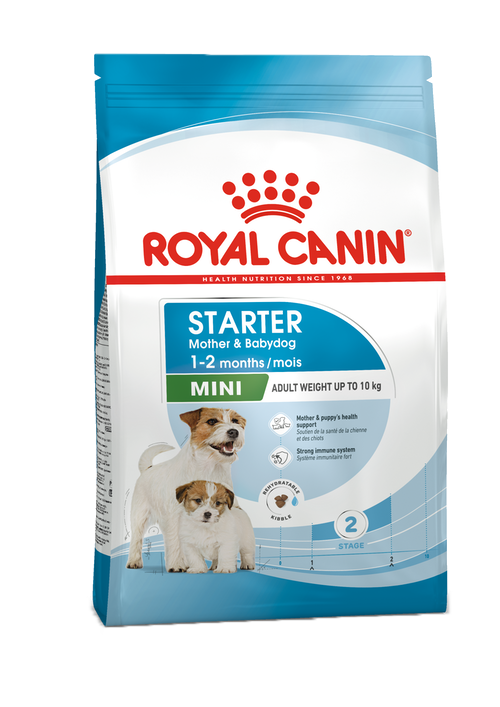 ROYAL CANIN®
HEALTH NUTRITION SINCE 1968
STARTER
Mother & Babydog
1-2 months/mois
MINI
ADULT WEIGHT UP TO 10 kg
Mother & puppy's health
support
Soutien de la santé de la chienne
et des chiots
Strong immune system
Système immunitaire fort
REHYDRATABLE
KIBBLE
2
STAGE
1
2